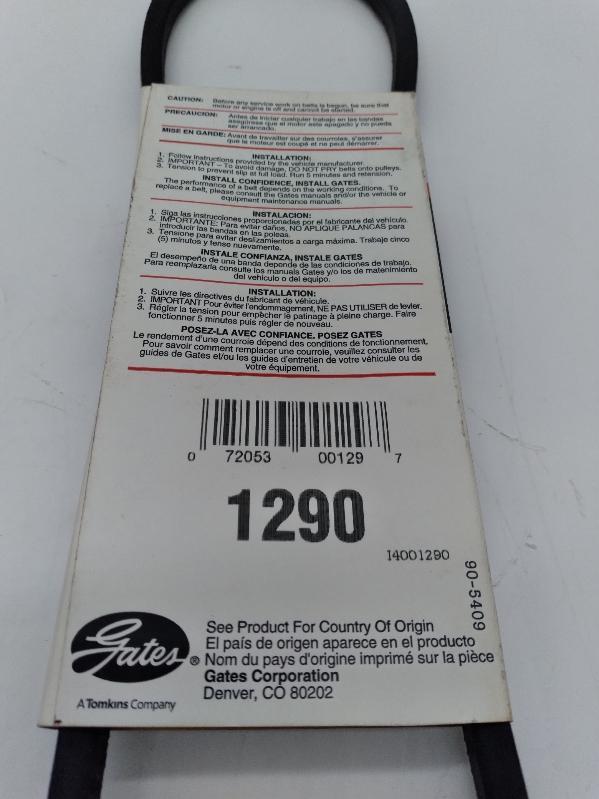 CAUTION: Before any service work on belts is begun, be sure that
motor or engine is off and cannot be started.
PRECAUCION: Antes de iniciar cualquier trabajo en las bandas
asegúrese que el motor este apagado y no pueda
ser arrancado.
MISE EN GARDE: Avant de travailler sur des courroies, s'assurer
que le moteur est coupé et ne peut démarrer.
INSTALLATION:
1. Follow instructions provided by the vehicle manufacturer.
2. IMPORTANT – To avoid damage, DO NOT PRY belts onto pulleys.
3. Tension to prevent slip at full load. Run 5 minutes and retension.
INSTALL CONFIDENCE, INSTALL GATES.
The performance of a belt depends on the working conditions. To
replace a belt, please consult the Gates manuals and/or the vehicle or
equipment maintenance manuals.
INSTALACION:
1. Siga las instrucciones proporcionadas por el fabricante del vehículo.
2. IMPORTANTE: Para evitar daños, NO APLIQUE PALANCAS para
introducir las bandas en las poleas.
3. Tensione para evitar deslizamientos a carga máxima. Trabaje cinco
(5) minutos y tense nuevamente.
INSTALE CONFIANZA, INSTALE GATES
El desempeño de una banda depende de las condiciones de trabajo.
Para reemplazarla consulte los manuals Gates y/o los de matenimiento
del vehículo o del equipo.
INSTALLATION:
1. Suivre les directives du fabricant de véhicule.
2. IMPORTANT Pour éviter l'endommagement, NE PAS UTILISER de levier.
3. Régler la tension pour empêcher le patinage à pleine charge. Faire
fonctionner 5 minutes puis régler de nouveau.
POSEZ-LA AVEC CONFIANCE. POSEZ GATES
Le rendement d'une courroie dépend des conditions de fonctionnement.
Pour savoir comment remplacer une courroie, veuillez consulter les
guides de Gates et/ou les guides d'entretien de votre véhicule ou de
votre équipement.
0 72053 00129 7
1290
14001290
90-5409
Gates®
A Tomkins Company
See Product For Country Of Origin
El país de origen aparece en el producto
Nom du pays d'origine imprimé sur la pièce
Gates Corporation
Denver, CO 80202